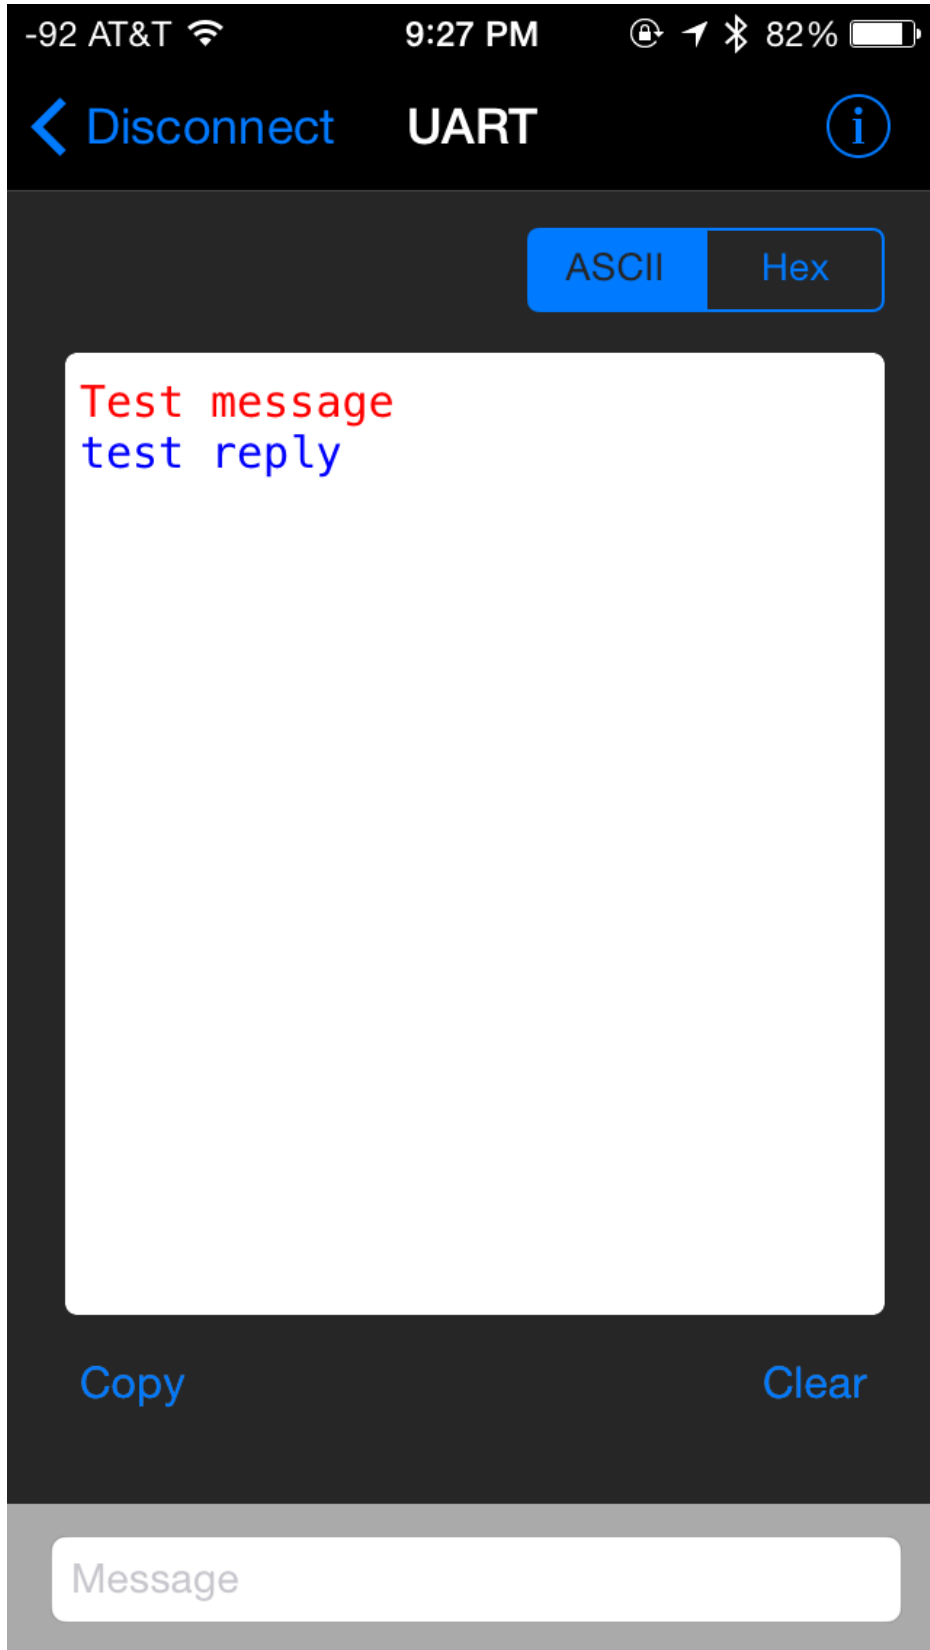 -92 AT&T 9:27 PM 82%
Disconnect UART i
ASCII Hex
Test message
test reply
Copy Clear
Message